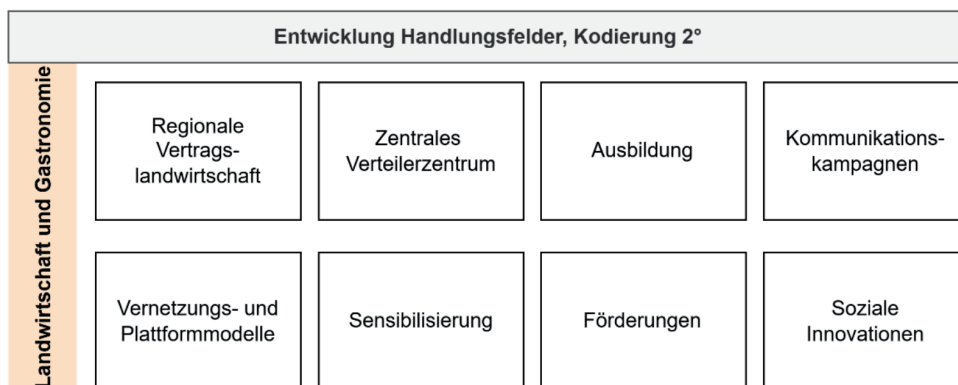 Entwicklung Handlungsfelder, Kodierung 2°
Landwirtschaft und Gastronomie
Regionale
Vertrags-
landwirtschaft
Zentrales
Verteilerzentrum
Ausbildung
Kommunikations-
kampagnen
Vernetzungs- und
Plattformmodelle
Sensibilisierung
Förderungen
Soziale
Innovationen